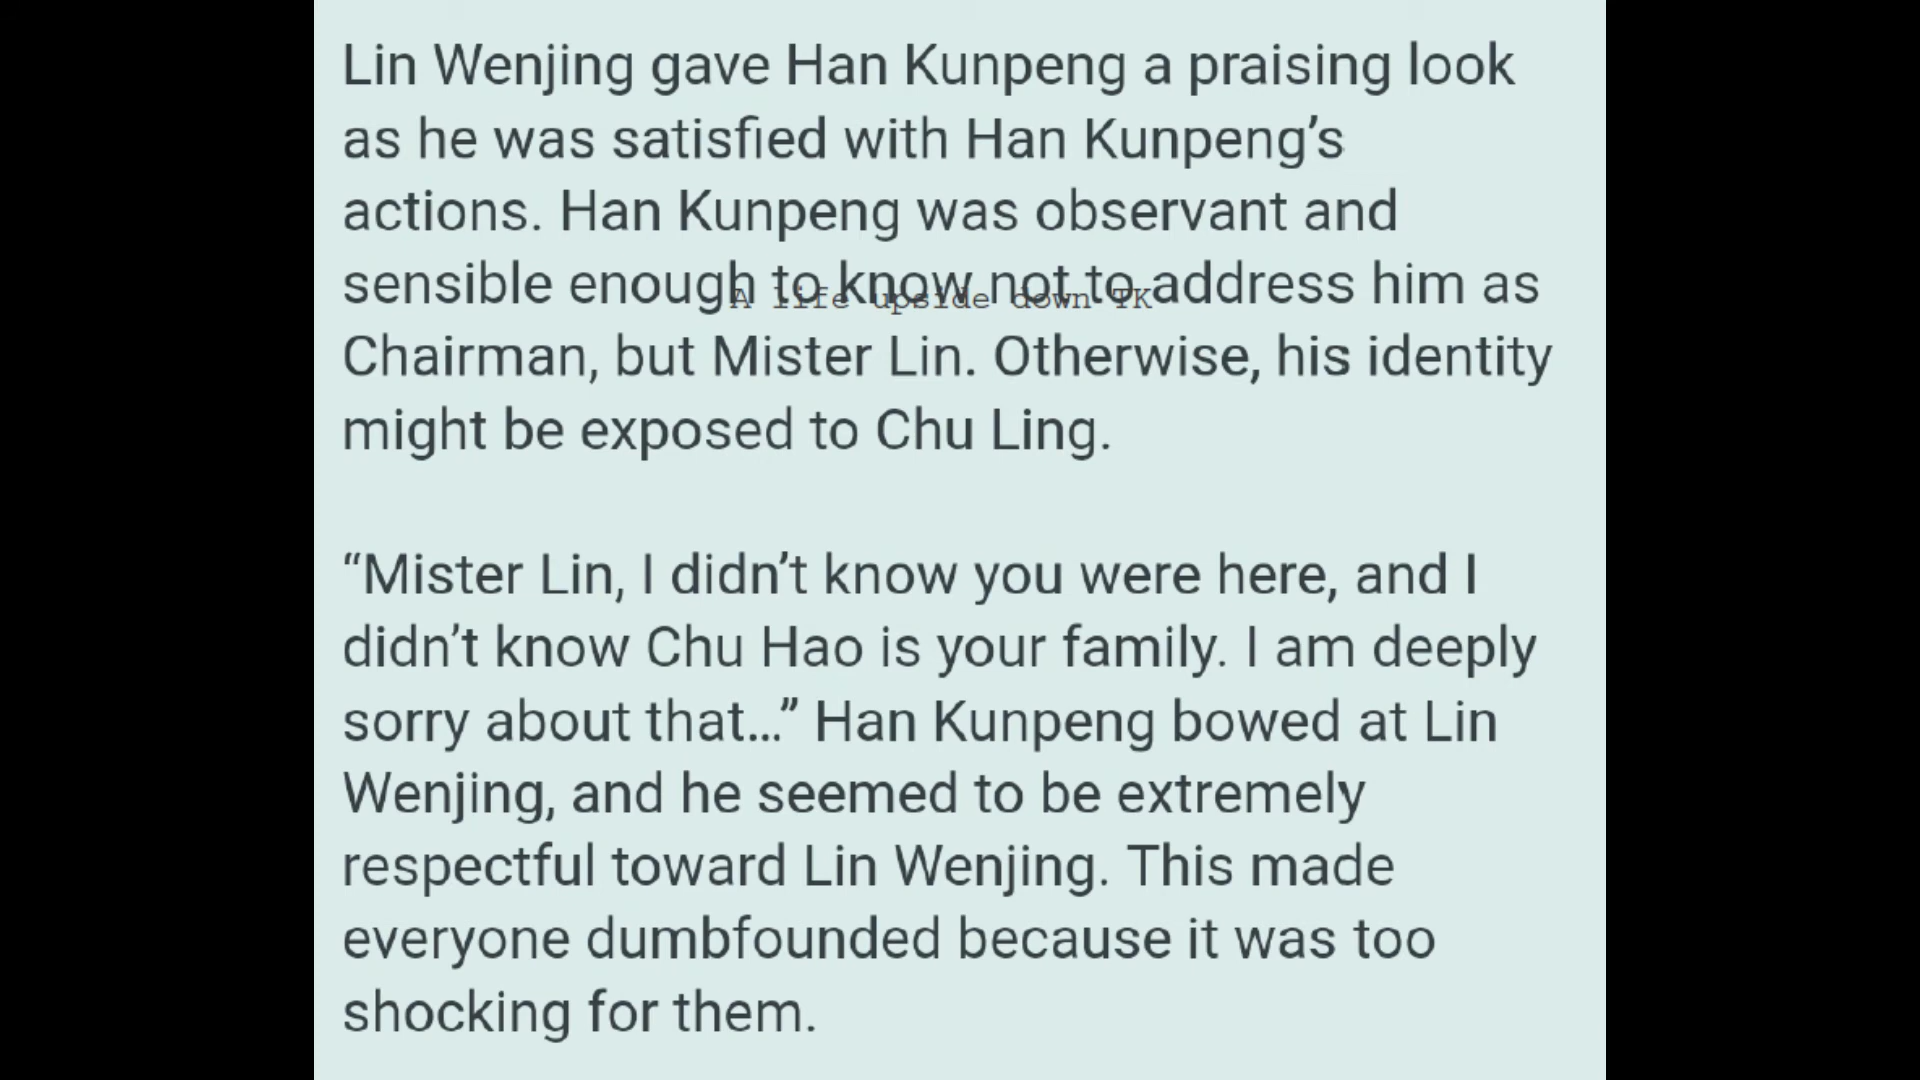 Lin Wenjing gave Han Kunpeng a praising look
as he was satisfied with Han Kunpeng’s
actions. Han Kunpeng was observant and
sensible enough to know not to address him as
A life upside down TK
Chairman, but Mister Lin. Otherwise, his identity
might be exposed to Chu Ling.
“Mister Lin, I didn’t know you were here, and I
didn’t know Chu Hao is your family. I am deeply
sorry about that…” Han Kunpeng bowed at Lin
Wenjing, and he seemed to be extremely
respectful toward Lin Wenjing. This made
everyone dumbfounded because it was too
shocking for them.